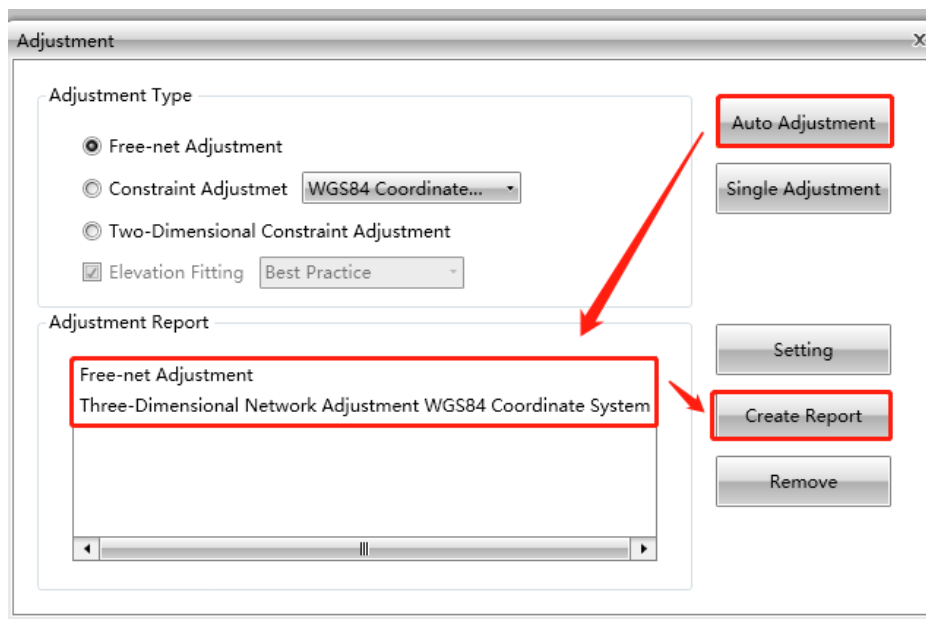 Adjustment
x
Adjustment Type
Free-net Adjustment
Constraint Adjustmet WGS84 Coordinate...
Two-Dimensional Constraint Adjustment
Elevation Fitting Best Practice
Auto Adjustment
Single Adjustment
Adjustment Report
Free-net Adjustment
Three-Dimensional Network Adjustment WGS84 Coordinate System
Setting
Create Report
Remove